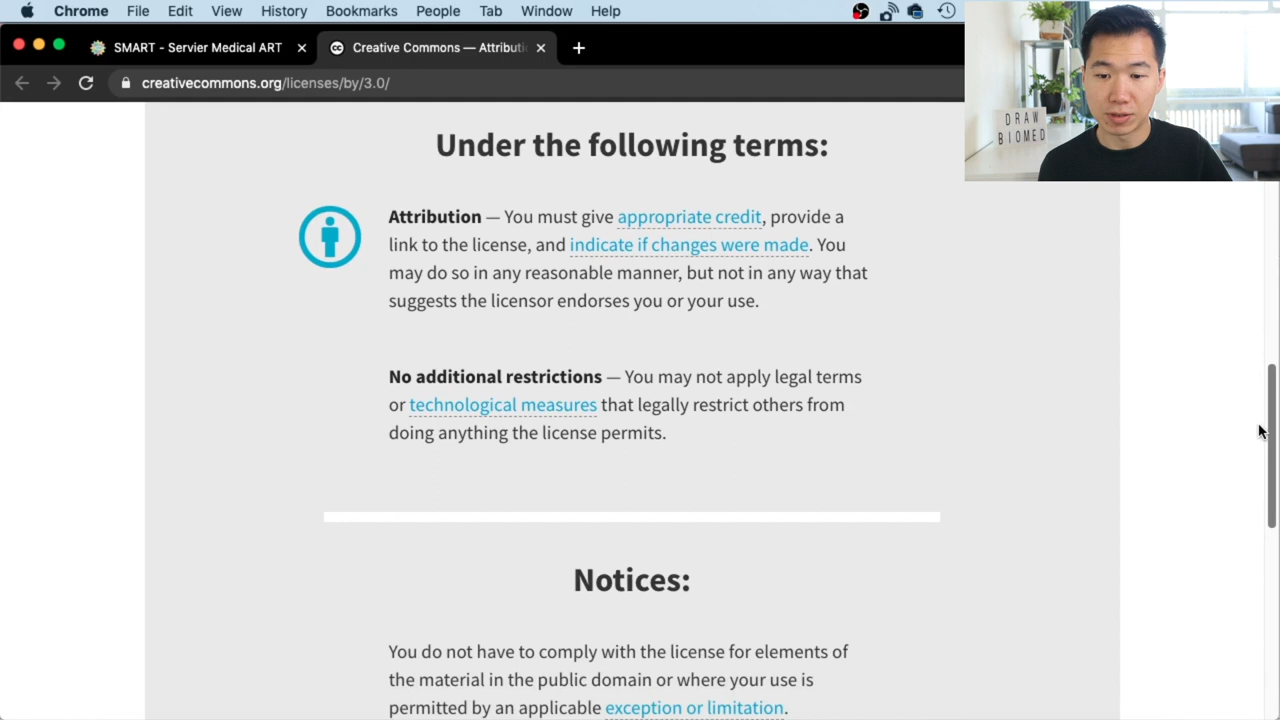 Chrome File Edit View History Bookmarks People Tab Window Help
SMART - Servier Medical ART
Creative Commons — Attributi
creativecommons.org/licenses/by/3.0/
DRAW
BIOMED
Under the following terms:
Attribution — You must give appropriate credit, provide a
link to the license, and indicate if changes were made. You
may do so in any reasonable manner, but not in any way that
suggests the licensor endorses you or your use.
No additional restrictions — You may not apply legal terms
or technological measures that legally restrict others from
doing anything the license permits.
Notices:
You do not have to comply with the license for elements of
the material in the public domain or where your use is
permitted by an applicable exception or limitation.